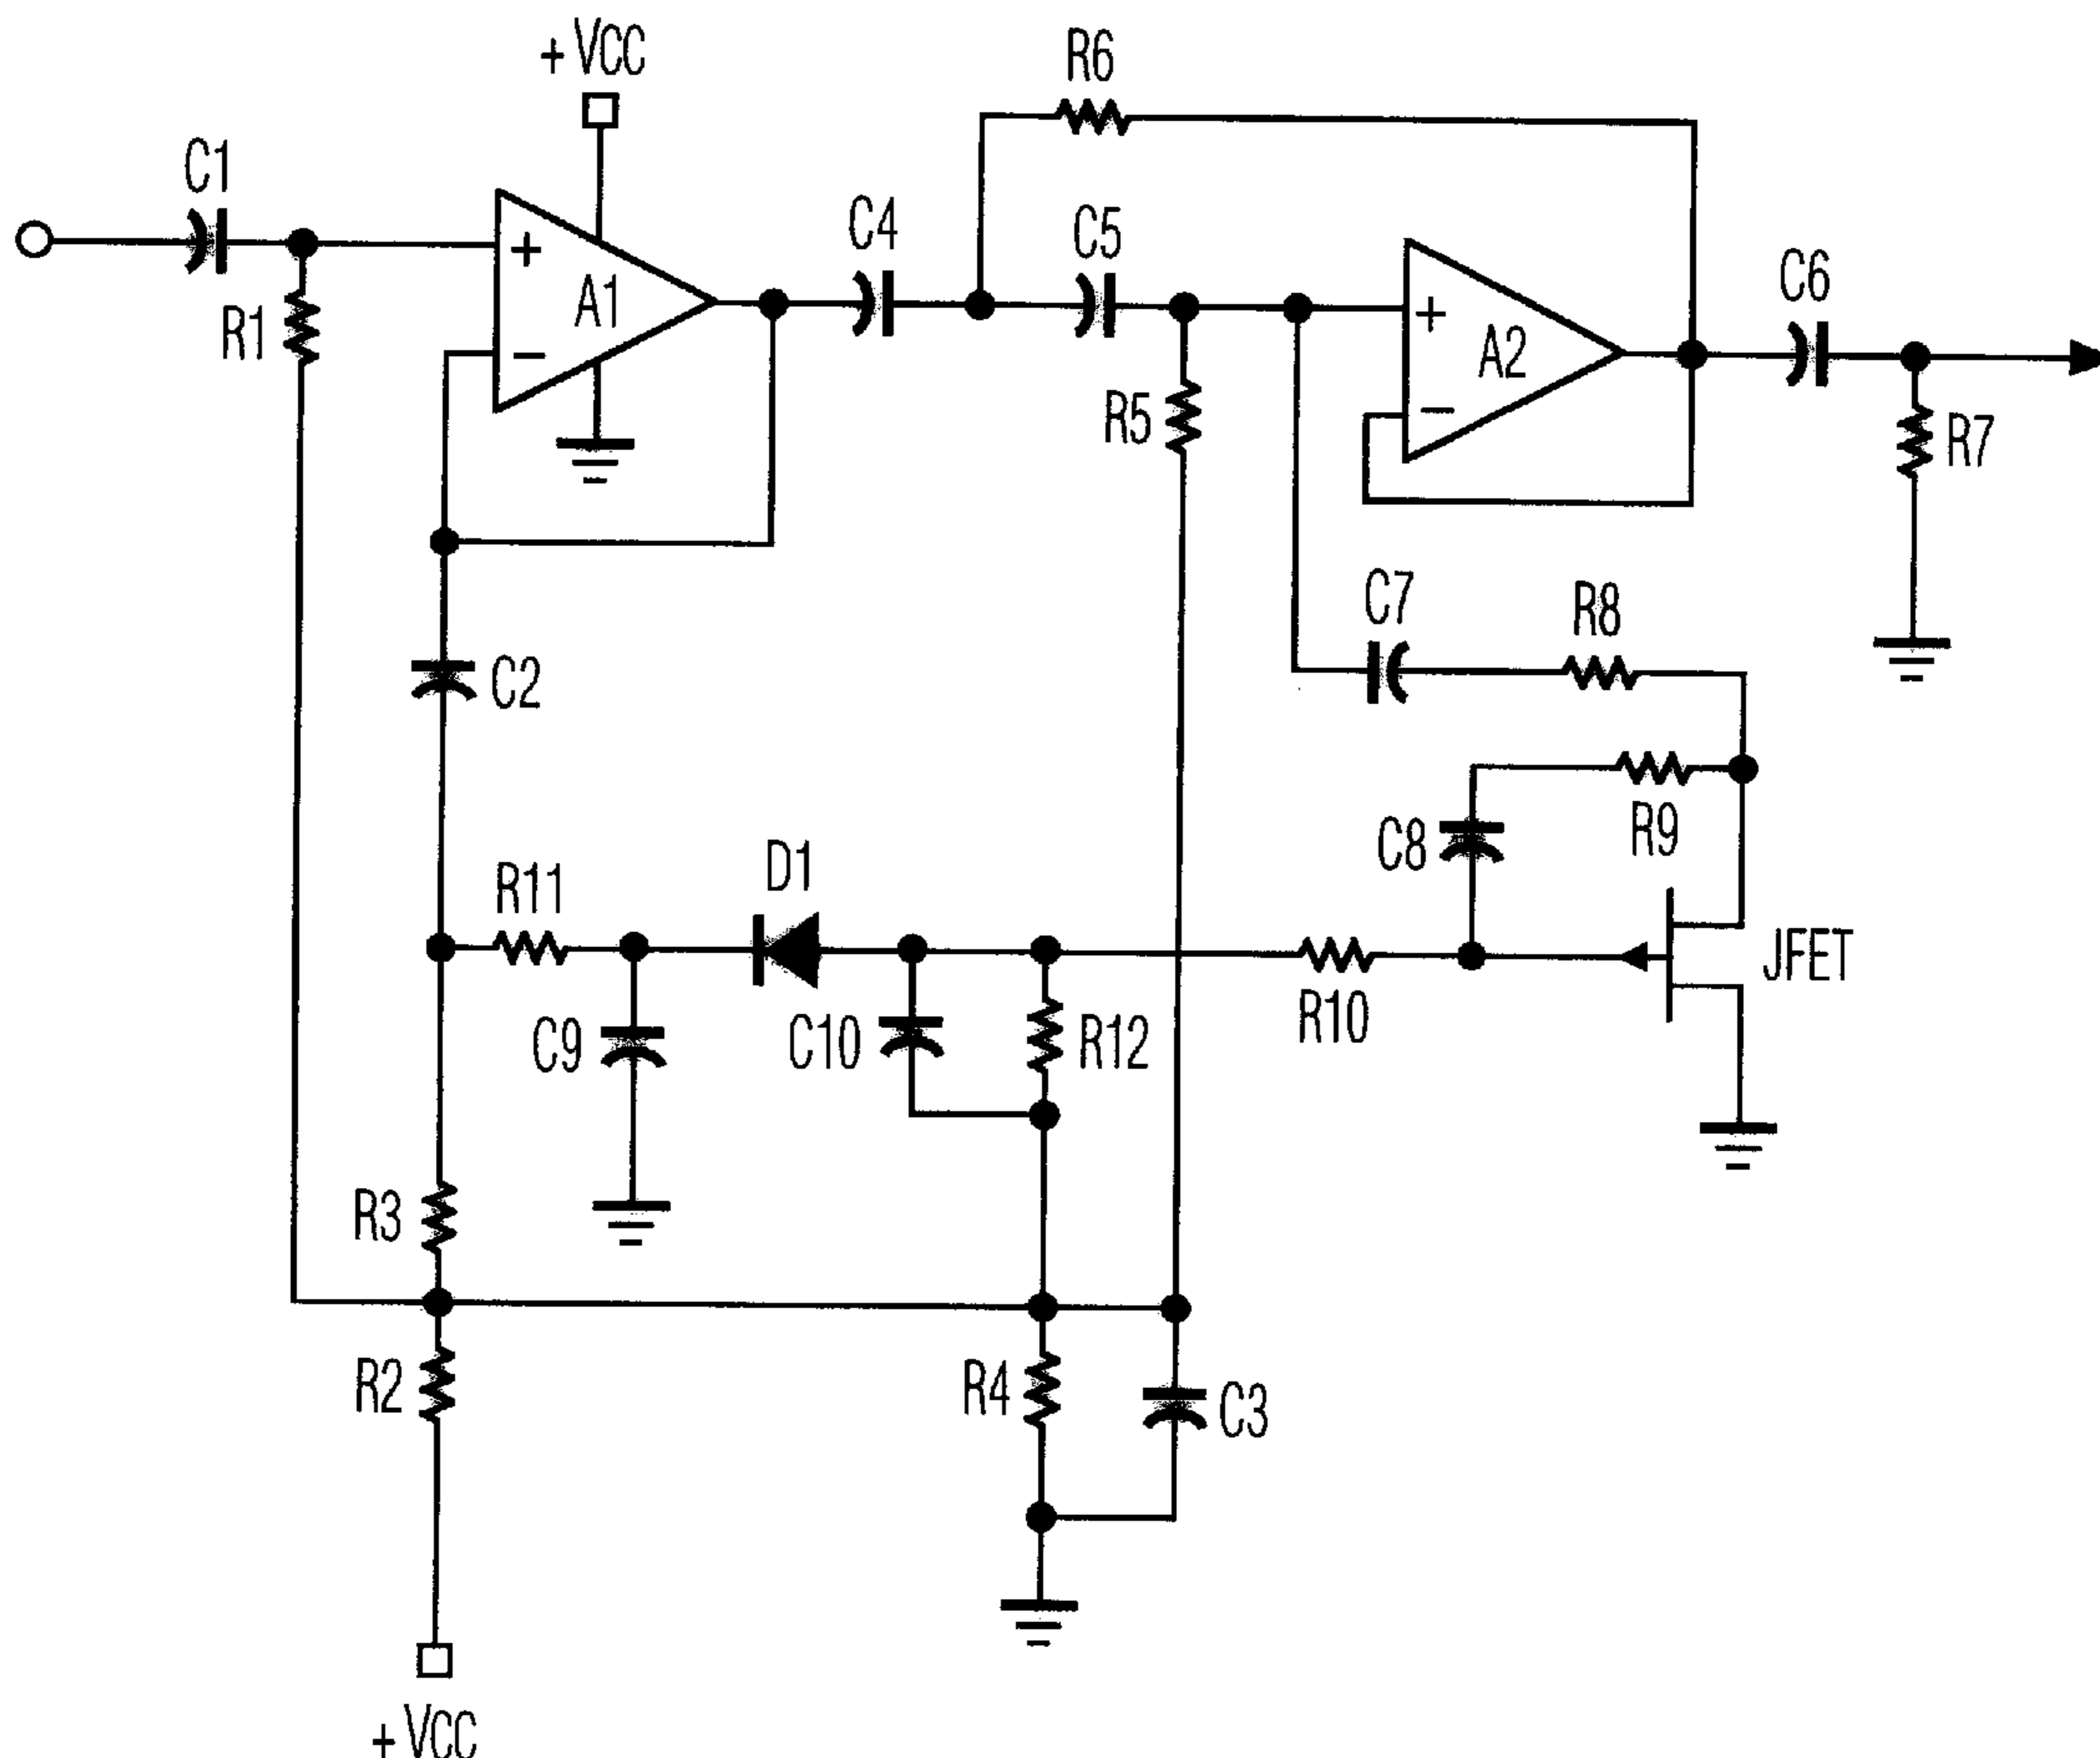 + VCC
R6
C1
C4
C5
C6
+
A1
−
R1
+
A2
−
R5
R7
C7
R8
C2
R9
C8
D1
R11
JFET
C9
C10
R12
R10
R3
R2
R4
C3
+ VCC